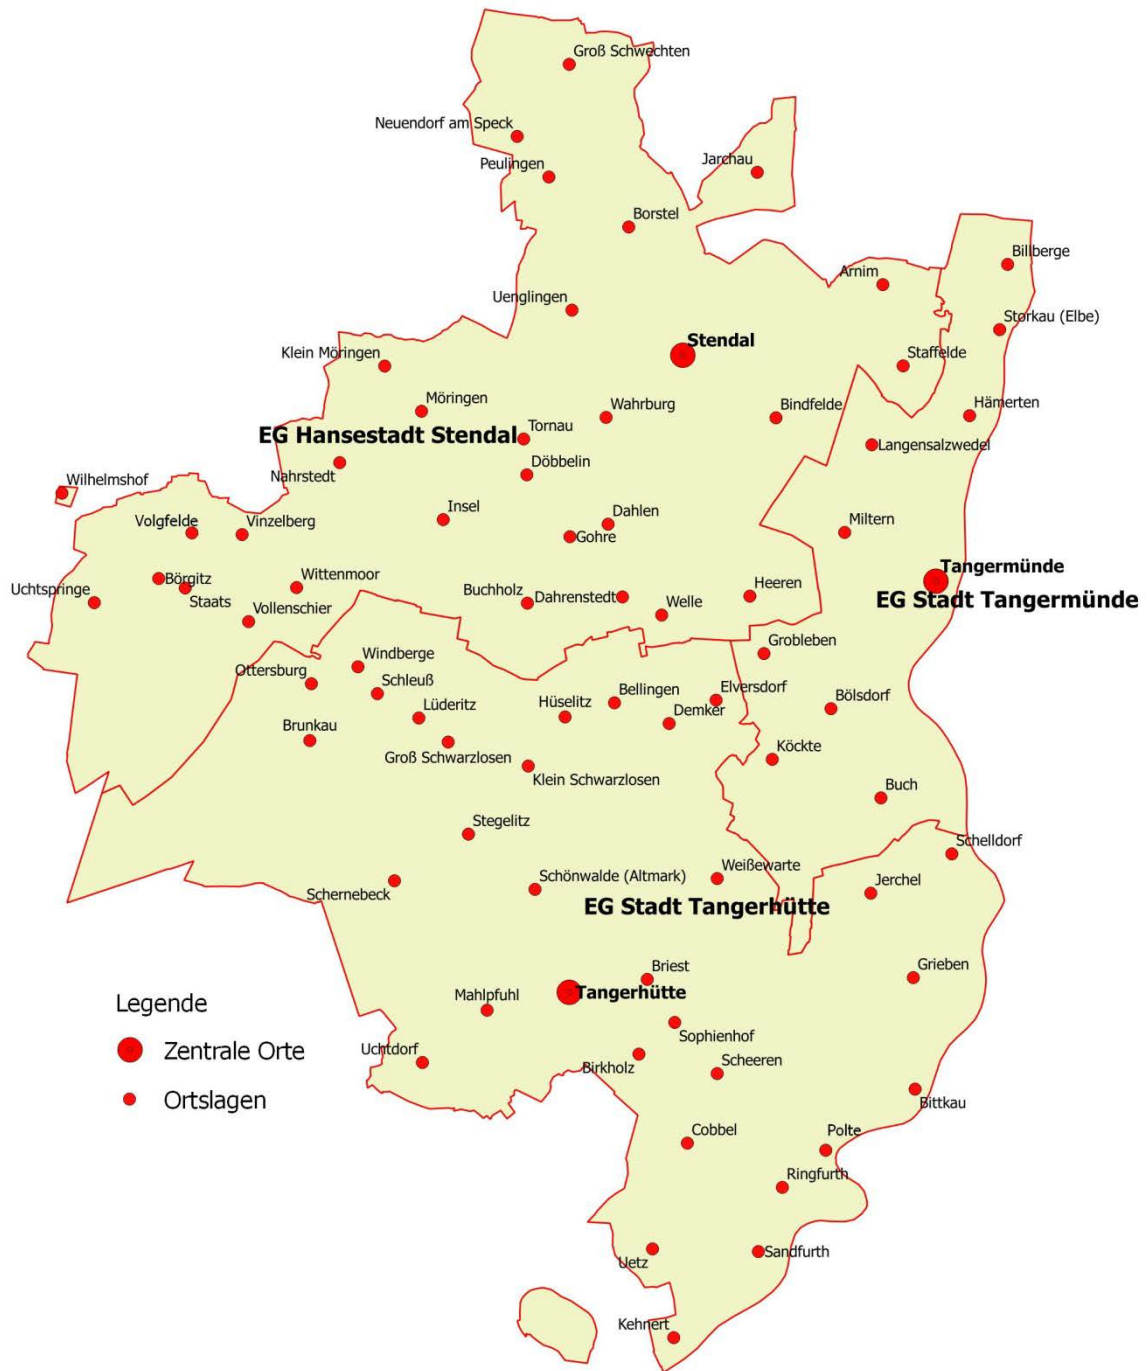 Groß Schwechten
Neuendorf am Speck
Jarchau
Peulingen
Borstel
Billberge
Arnim
Uenglingen
Storkau (Elbe)
Stendal
Klein Möringen
Staffelde
Möringen
Wahrburg
Bindfelde
Hämerten
Tornau
EG Hansestadt Stendal
Langensalzwedel
Döbbelin
Nahrstedt
Wilhelmshof
Insel
Dahlen
Volgfelde
Vinzelberg
Miltern
Gohre
Tangermünde
Börgitz
Wittenmoor
Uchtspringe
Staats
Buchholz
Dahrenstedt
Heeren
EG Stadt Tangermünde
Vollenschier
Welle
Grobleben
Windberge
Ottersburg
Schleuß
Bellingen
Elversdorf
Lüderitz
Hüselitz
Demker
Bölsdorf
Brunkau
Köckte
Groß Schwarzlosen
Klein Schwarzlosen
Buch
Stegelitz
Schelldorf
Weißewarte
Schönwalde (Altmark)
Jerchel
Schernebeck
EG Stadt Tangerhütte
Briest
Grieben
Tangerhütte
Mahlpfuhl
Legende
Sophienhof
Zentrale Orte
Uchtdorf
Birkholz
Scheeren
Ortslagen
Bittkau
Cobbel
Polte
Ringfurth
Uetz
Sandfurth
Kehnert